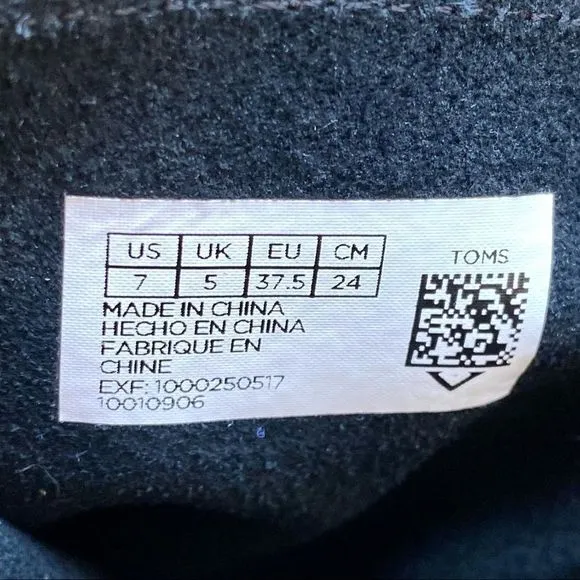 US UK EU CM
7 5 37.5 24
TOMS
MADE IN CHINA
HECHO EN CHINA
FABRIQUE EN
CHINE
EXF: 1000250517
10010906